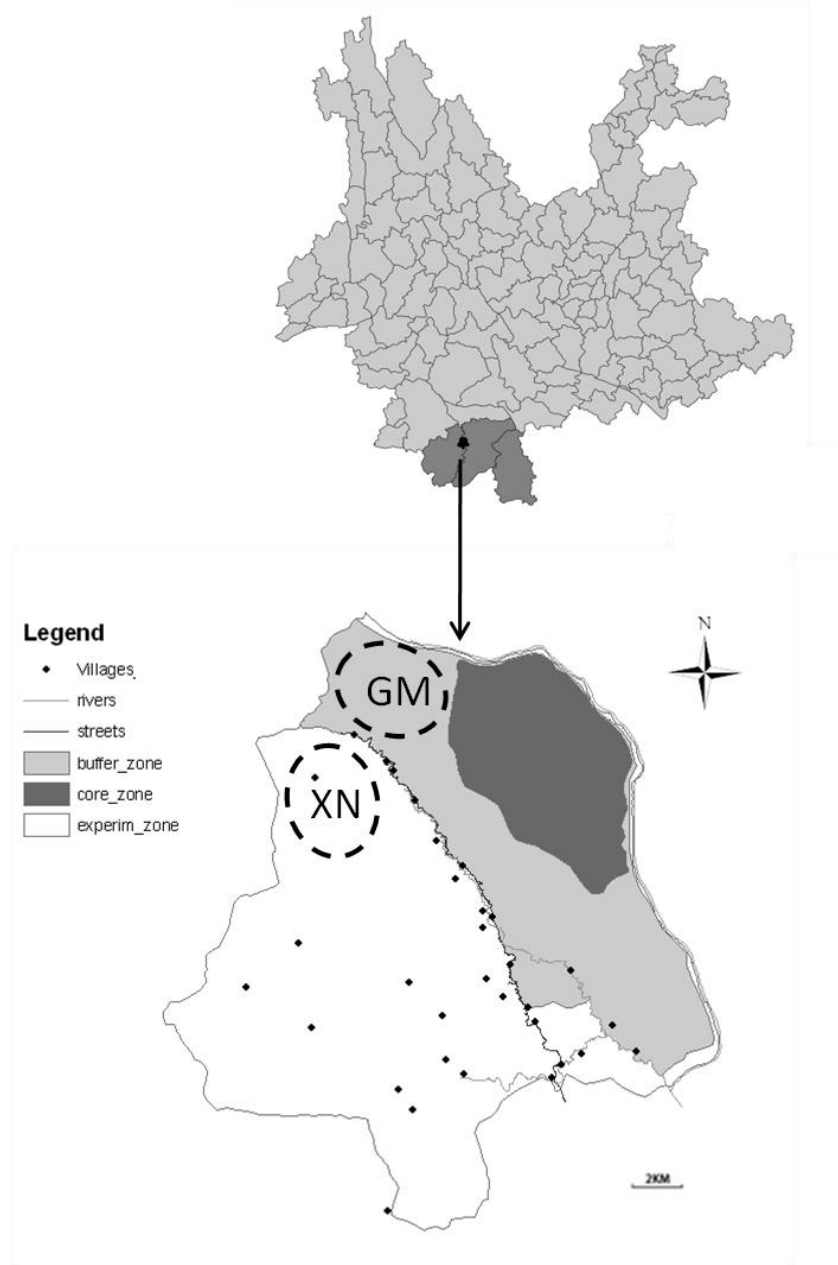 Legend
Villages
rivers
streets
buffer_zone
core_zone
experim_zone
N
GM
XN
2KM